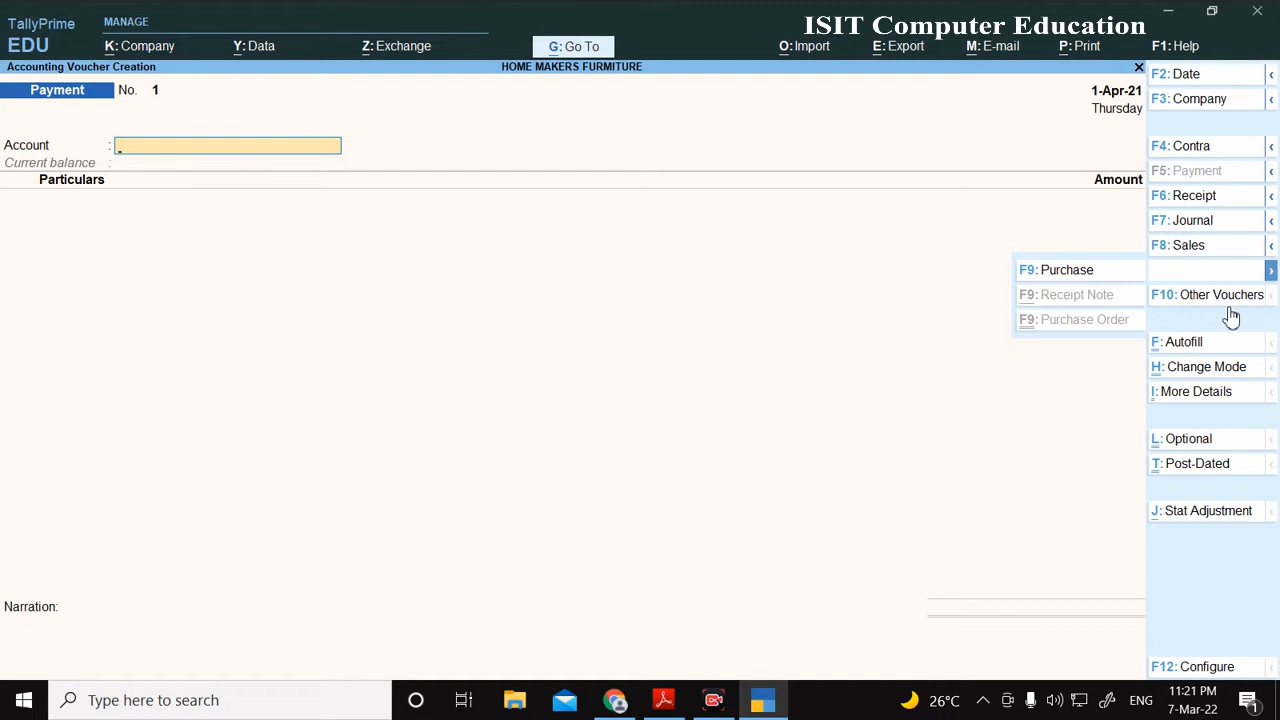 TallyPrime
EDU
MANAGE
K: Company
Y: Data
Z: Exchange
G: Go To
O: Import
E: Export
M: E-mail
P: Print
F1: Help
ISIT Computer Education
Accounting Voucher Creation
HOME MAKERS FURMITURE
Payment
No. 1
1-Apr-21
Thursday
Account :
Current balance :
Particulars
Amount
F2: Date
F3: Company
F4: Contra
F5: Payment
F6: Receipt
F7: Journal
F8: Sales
F9: Purchase
F9: Receipt Note
F9: Purchase Order
F10: Other Vouchers
F: Autofill
H: Change Mode
I: More Details
L: Optional
T: Post-Dated
J: Stat Adjustment
F12: Configure
Narration:
Type here to search
26°C
ENG
11:21 PM
7-Mar-22
1